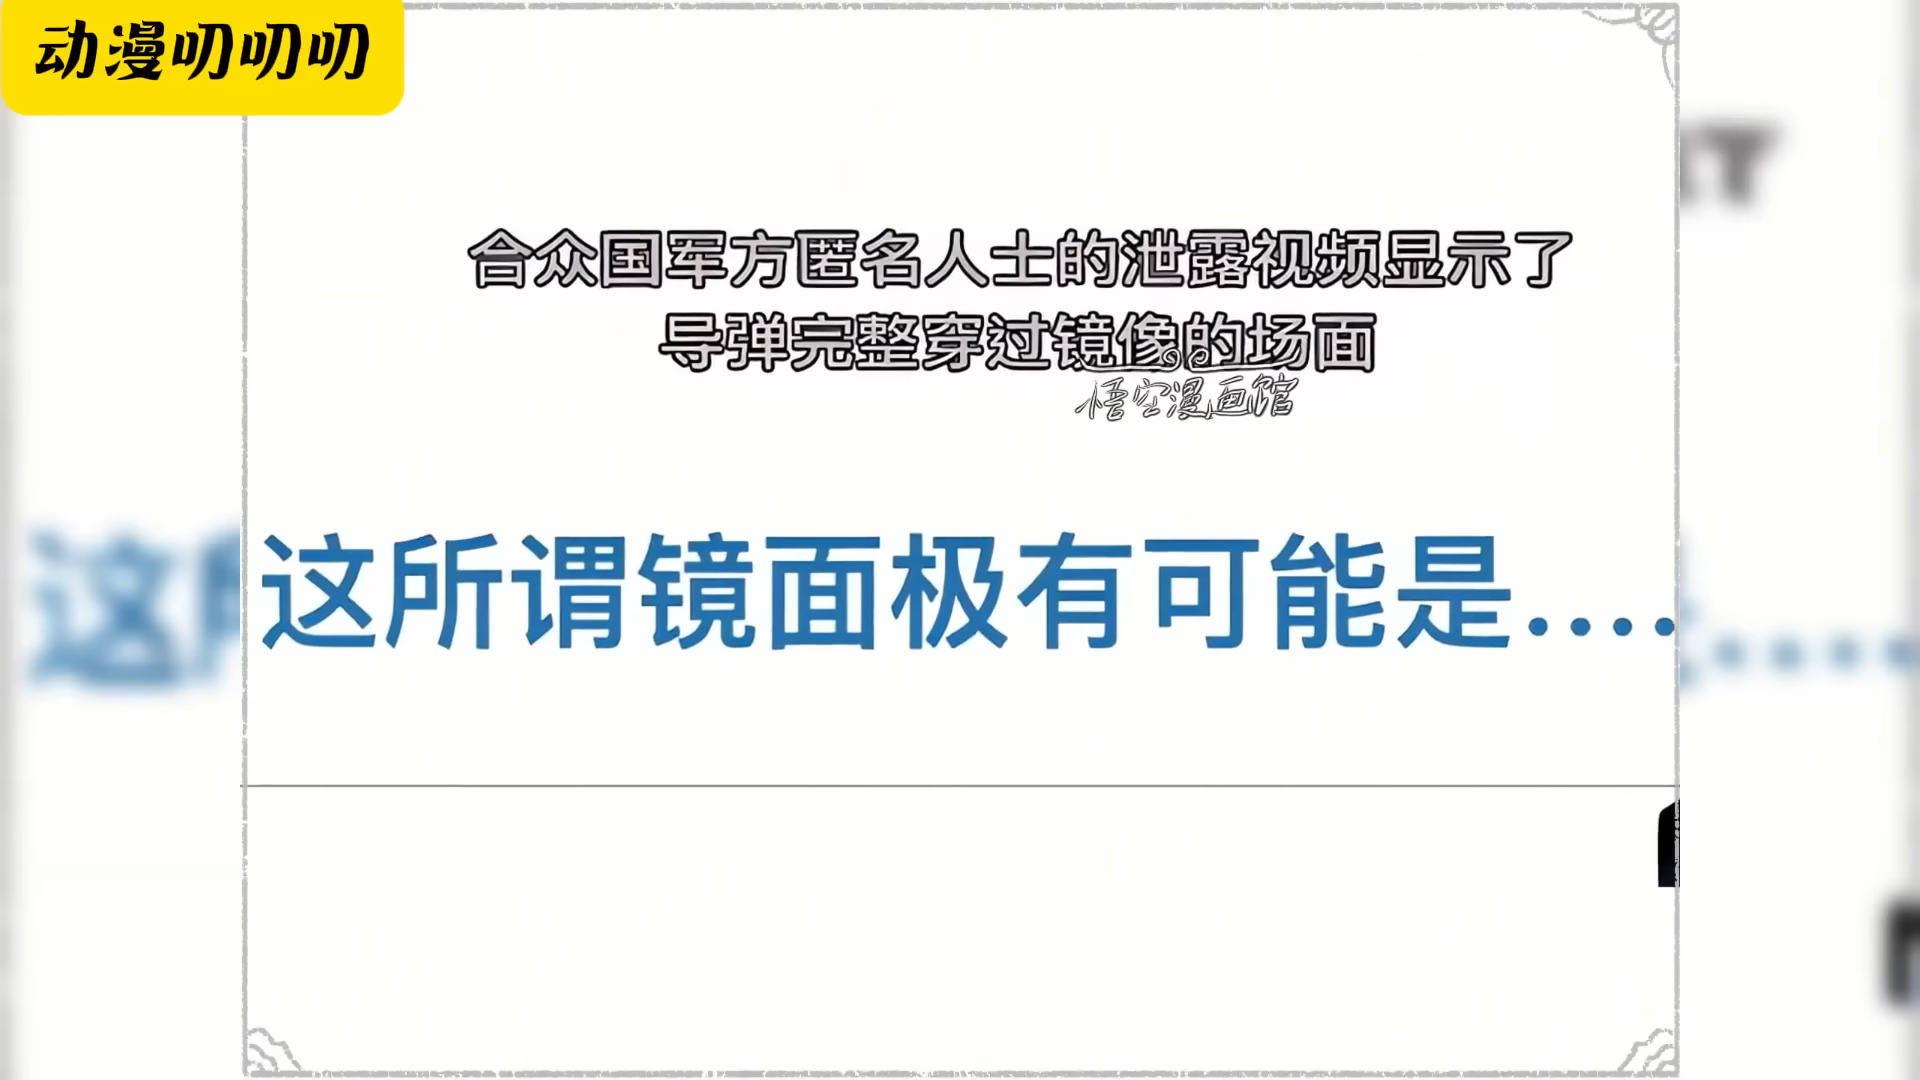 动漫叨叨叨
合众国军方匿名人士的泄露视频显示了
导弹完整穿过镜像的场面
悟空漫画馆
这所谓镜面极有可能是....